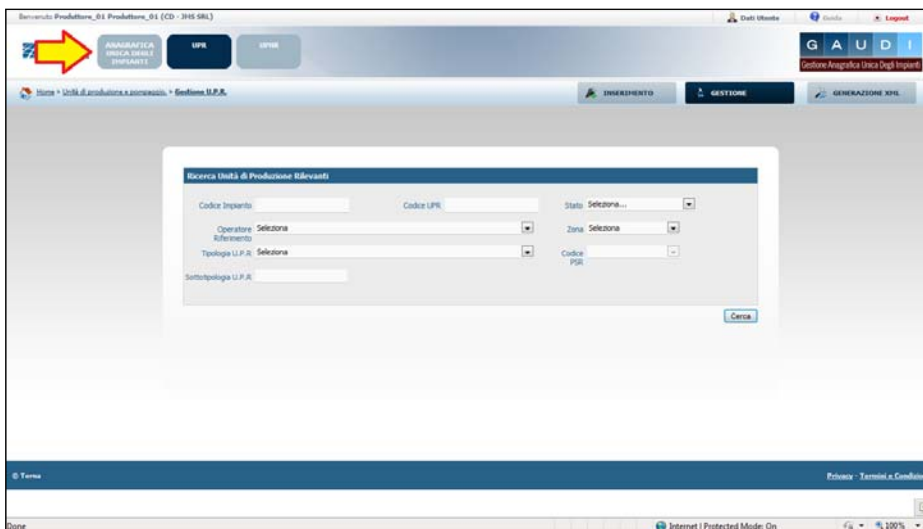 Benvenuto Produttore_01 Produttore_01 (CD - JHS SRL)
Dati Utente
Guida
Logout
ANAGRAFICA
UNICA DEGLI
IMPIANTI
UPR
GAUDI
Gestione Anagrafica Unica Degli Impianti
Home » Unità di produzione e pompaggio » Gestione U.P.R.
INSERIMENTO
GESTIONE
GENERAZIONE XML
Ricerca Unità di Produzione Rilevanti
Codice Impianto
Codice UPR
Stato Seleziona...
Operatore Riferimento Seleziona
Zona Seleziona
Tipologia U.P.R. Seleziona
Codice PSR
Sottotipologia U.P.R.
Cerca
© Terna
Privacy - Termini e
Done
Internet | Protected Mode: On
100%